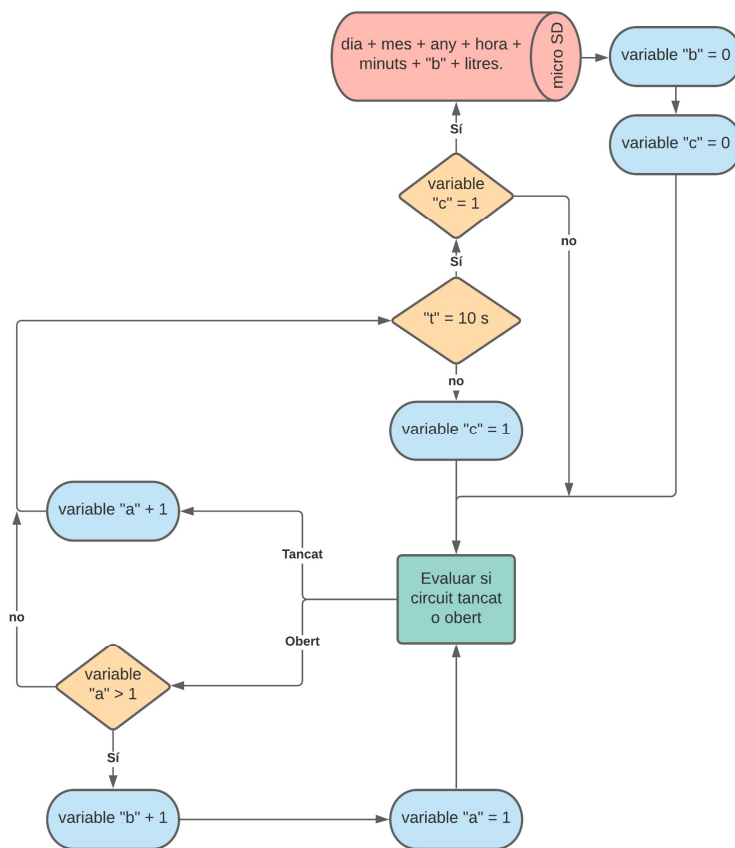 dia + mes + any + hora +
minuts + "b" + litres.
micro SD
variable "b" = 0
variable "c" = 0
Sí
variable
"c" = 1
no
Sí
"t" = 10 s
no
variable "c" = 1
variable "a" + 1
Tancat
Evaluar si
circuit tancat
o obert
Obert
no
variable
"a" > 1
Sí
variable "b" + 1
variable "a" = 1